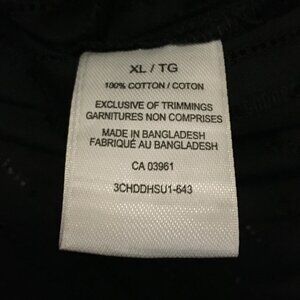 XL / TG
100% COTTON / COTON
EXCLUSIVE OF TRIMMINGS
GARNITURES NON COMPRISES
MADE IN BANGLADESH
FABRIQUÉ AU BANGLADESH
CA 03961
3CHDDHSU1-643